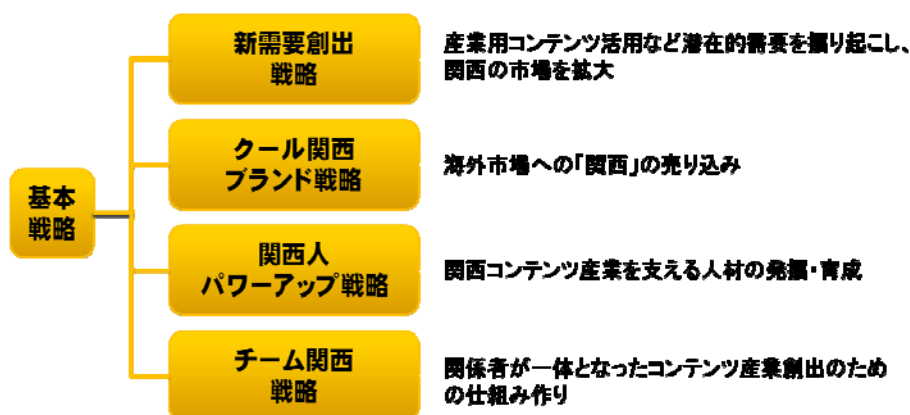 基本
戦略
新需要創出
戦略
産業用コンテンツ活用など潜在的需要を掘り起こし、
関西の市場を拡大
クール関西
ブランド戦略
海外市場への「関西」の売り込み
関西人
パワーアップ戦略
関西コンテンツ産業を支える人材の発掘・育成
チーム関西
戦略
関係者が一体となったコンテンツ産業創出のため
の仕組み作り